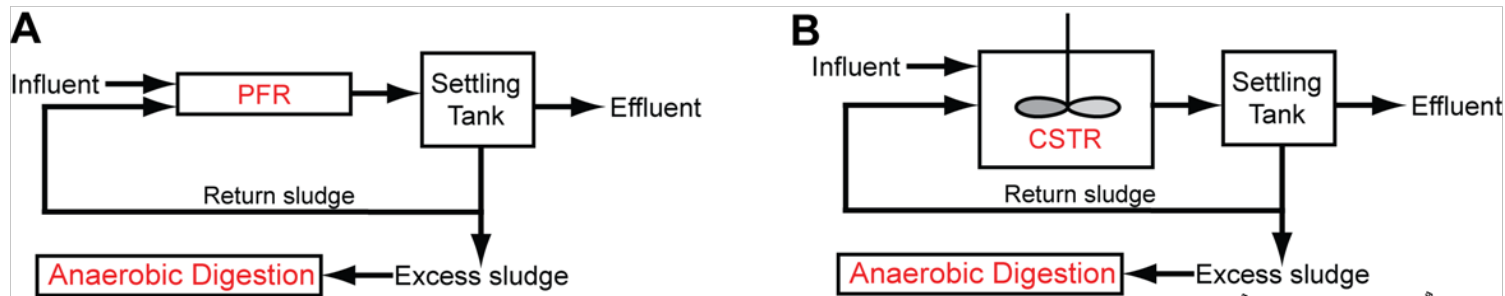 A
Influent
PFR
Settling
Tank
Effluent
Return sludge
Anaerobic Digestion
Excess sludge
B
Influent
CSTR
Settling
Tank
Effluent
Return sludge
Anaerobic Digestion
Excess sludge